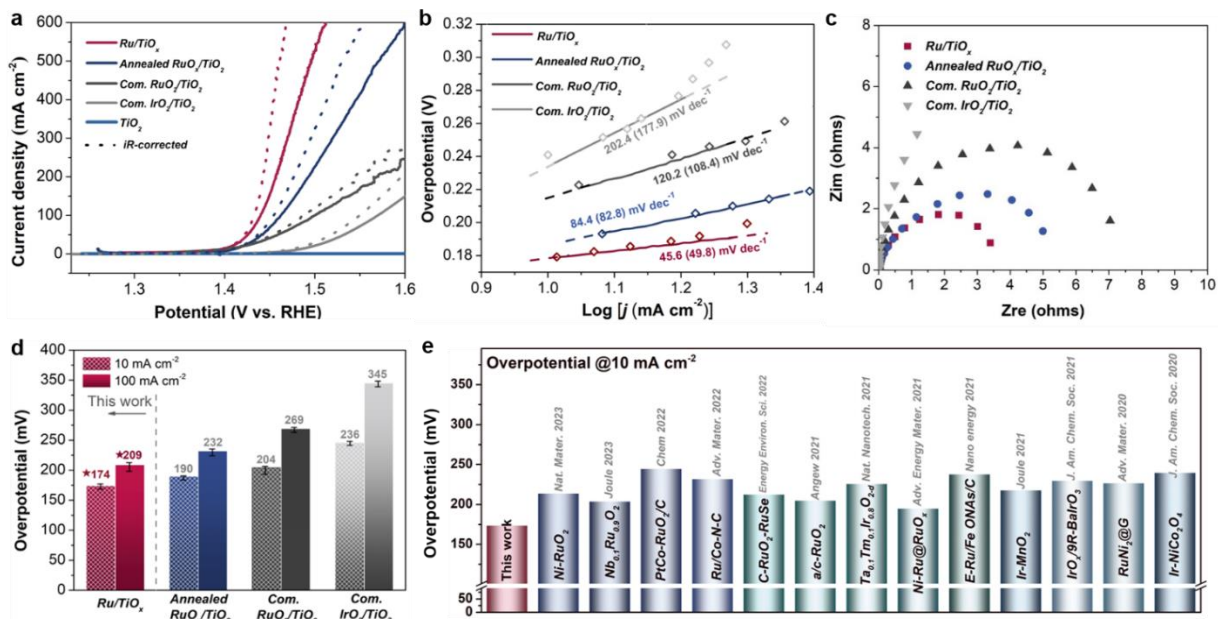 a
600
500
400
300
200
100
0
Current density (mA cm⁻²)
Ru/TiOₓ
Annealed RuOₓ/TiO₂
Com. RuO₂/TiO₂
Com. IrO₂/TiO₂
TiO₂
iR-corrected
1.3 1.4 1.5 1.6
Potential (V vs. RHE)
b
0.32
0.30
0.28
0.26
0.24
0.22
0.20
0.18
0.16
Overpotential (V)
Ru/TiOₓ
Annealed RuOₓ/TiO₂
Com. RuO₂/TiO₂
Com. IrO₂/TiO₂
202.4 (177.9) mV dec⁻¹
120.2 (108.4) mV dec⁻¹
84.4 (82.8) mV dec⁻¹
45.6 (49.8) mV dec⁻¹
0.9 1.0 1.1 1.2 1.3 1.4
Log [j (mA cm⁻²)]
c
8
6
4
2
0
Zim (ohms)
Ru/TiOₓ
Annealed RuOₓ/TiO₂
Com. RuO₂/TiO₂
Com. IrO₂/TiO₂
0 1 2 3 4 5 6 7 8 9 10
Zre (ohms)
d
400
350
300
250
200
150
100
50
0
Overpotential (mV)
10 mA cm⁻²
100 mA cm⁻²
This work
★174
★209
190
232
204
269
236
345
Ru/TiOₓ
Annealed
Com.
Com.
e
Overpotential @10 mA cm⁻²
350
300
250
200
150
50
0
Overpotential (mV)
This work
Ni-RuO₂
Nat. Mater. 2023
Nb₀.₁Ru₀.₉O₂
Joule 2023
PtCo-RuO₂/C
Chem 2022
Ru/Co-N-C
Adv. Mater. 2022
C-RuO₂-RuSe
Energy Environ. Sci. 2022
a/c-RuO₂
Angew 2021
Ta₀.₁Tm₀.₁Ir₀.₈O₂₋δ
Nat. Nanotech. 2021
Ni-Ru@RuOₓ
Adv. Energy Mater. 2021
E-Ru/Fe ONAs/C
Nano energy 2021
Ir-MnO₂
Joule 2021
IrOₓ/9R-BaIrO₃
J. Am. Chem. Soc. 2021
RuNi₂@G
Adv. Mater. 2020
Ir-NiCo₂O₄
J. Am. Chem. Soc. 2020